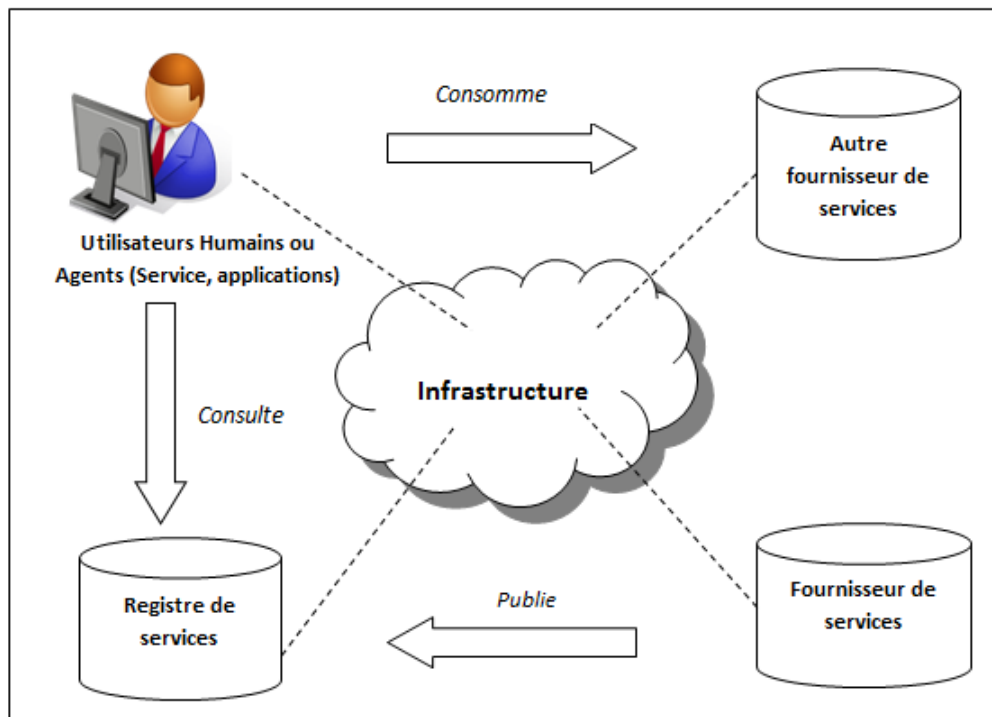 Consomme
Autre
fournisseur de
services
Utilisateurs Humains ou
Agents (Service, applications)
Infrastructure
Consulte
Registre de
services
Publie
Fournisseur de
services